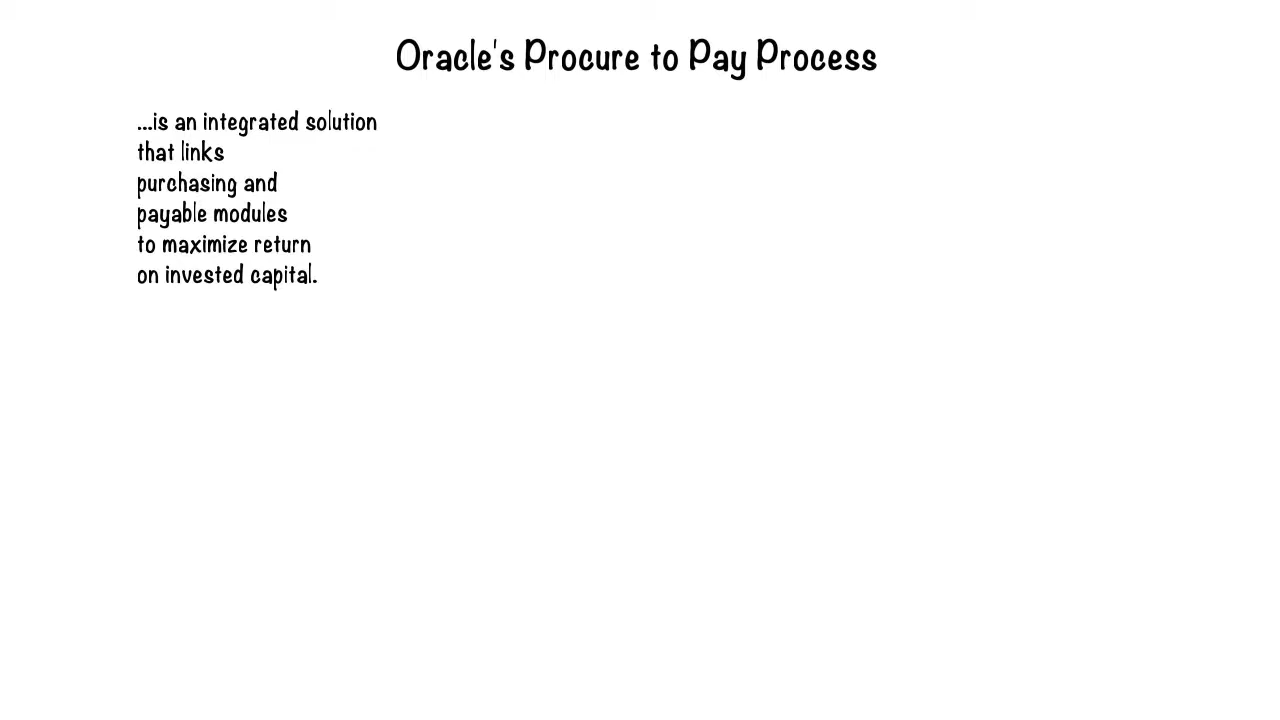 Oracle's Procure to Pay Process
...is an integrated solution
that links
purchasing and
payable modules
to maximize return
on invested capital.